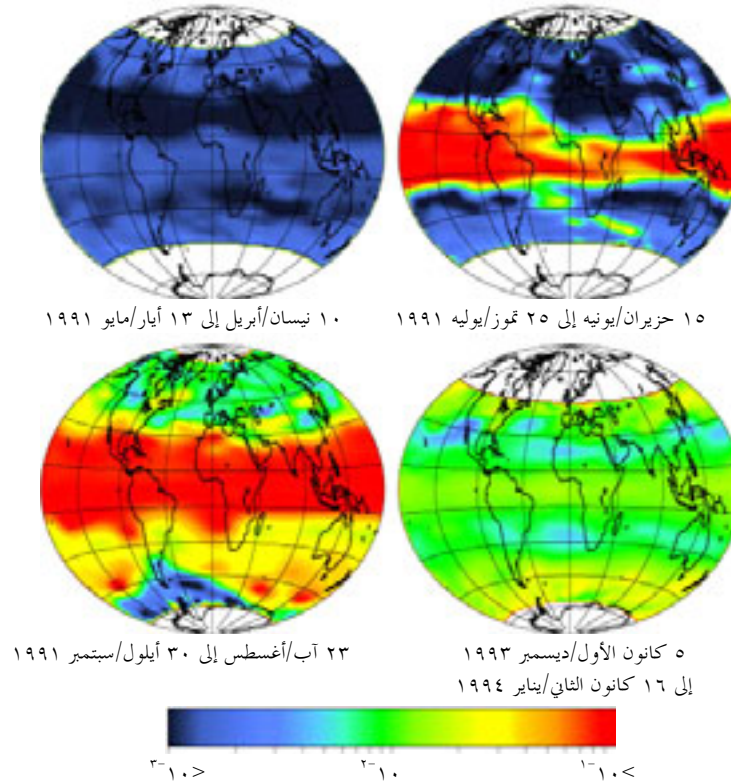 ١٠ نيسان/أبريل إلى ١٣ أيار/مايو ١٩٩١
١٥ حزيران/يونيه إلى ٢٥ تموز/يوليه ١٩٩١
٢٣ آب/أغسطس إلى ٣٠ أيلول/سبتمبر ١٩٩١
٥ كانون الأول/ديسمبر ١٩٩٣
إلى ١٦ كانون الثاني/يناير ١٩٩٤
<١٠⁻³
١٠⁻²
>١٠⁻¹